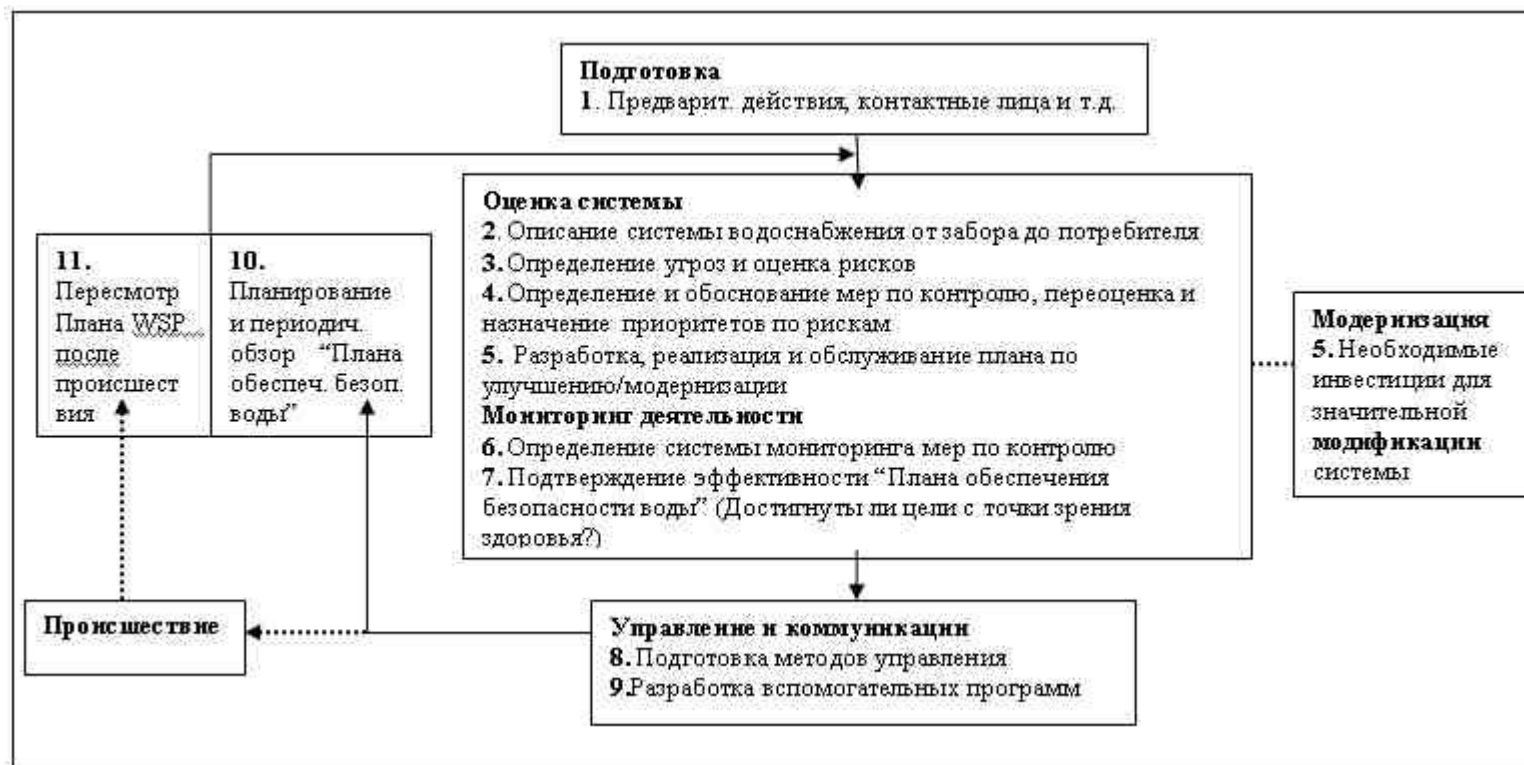 Подготовка
1. Предварит. действия, контактные лица и т.д.
Оценка системы
2. Описание системы водоснабжения от забора до потребителя
3. Определение угроз и оценка рисков
4. Определение и обоснование мер по контролю, переоценка и
назначение приоритетов по рискам
5. Разработка, реализация и обслуживание плана по
улучшению/модернизации
Мониторинг деятельности
6. Определение системы мониторинга мер по контролю
7. Подтверждение эффективности “Плана обеспечения
безопасности воды” (Достигнуты ли цели с точки зрения
здоровья?)
Модернизация
5. Необходимые
инвестиции для
значительной
модификации
системы
Управление и коммуникации
8. Подготовка методов управления
9.Разработка вспомогательных программ
10.
Планирование
и периодич.
обзор “Плана
обеспеч. безоп.
воды”
11.
Пересмотр
Плана WSP
после
происшест
вия
Происшествие